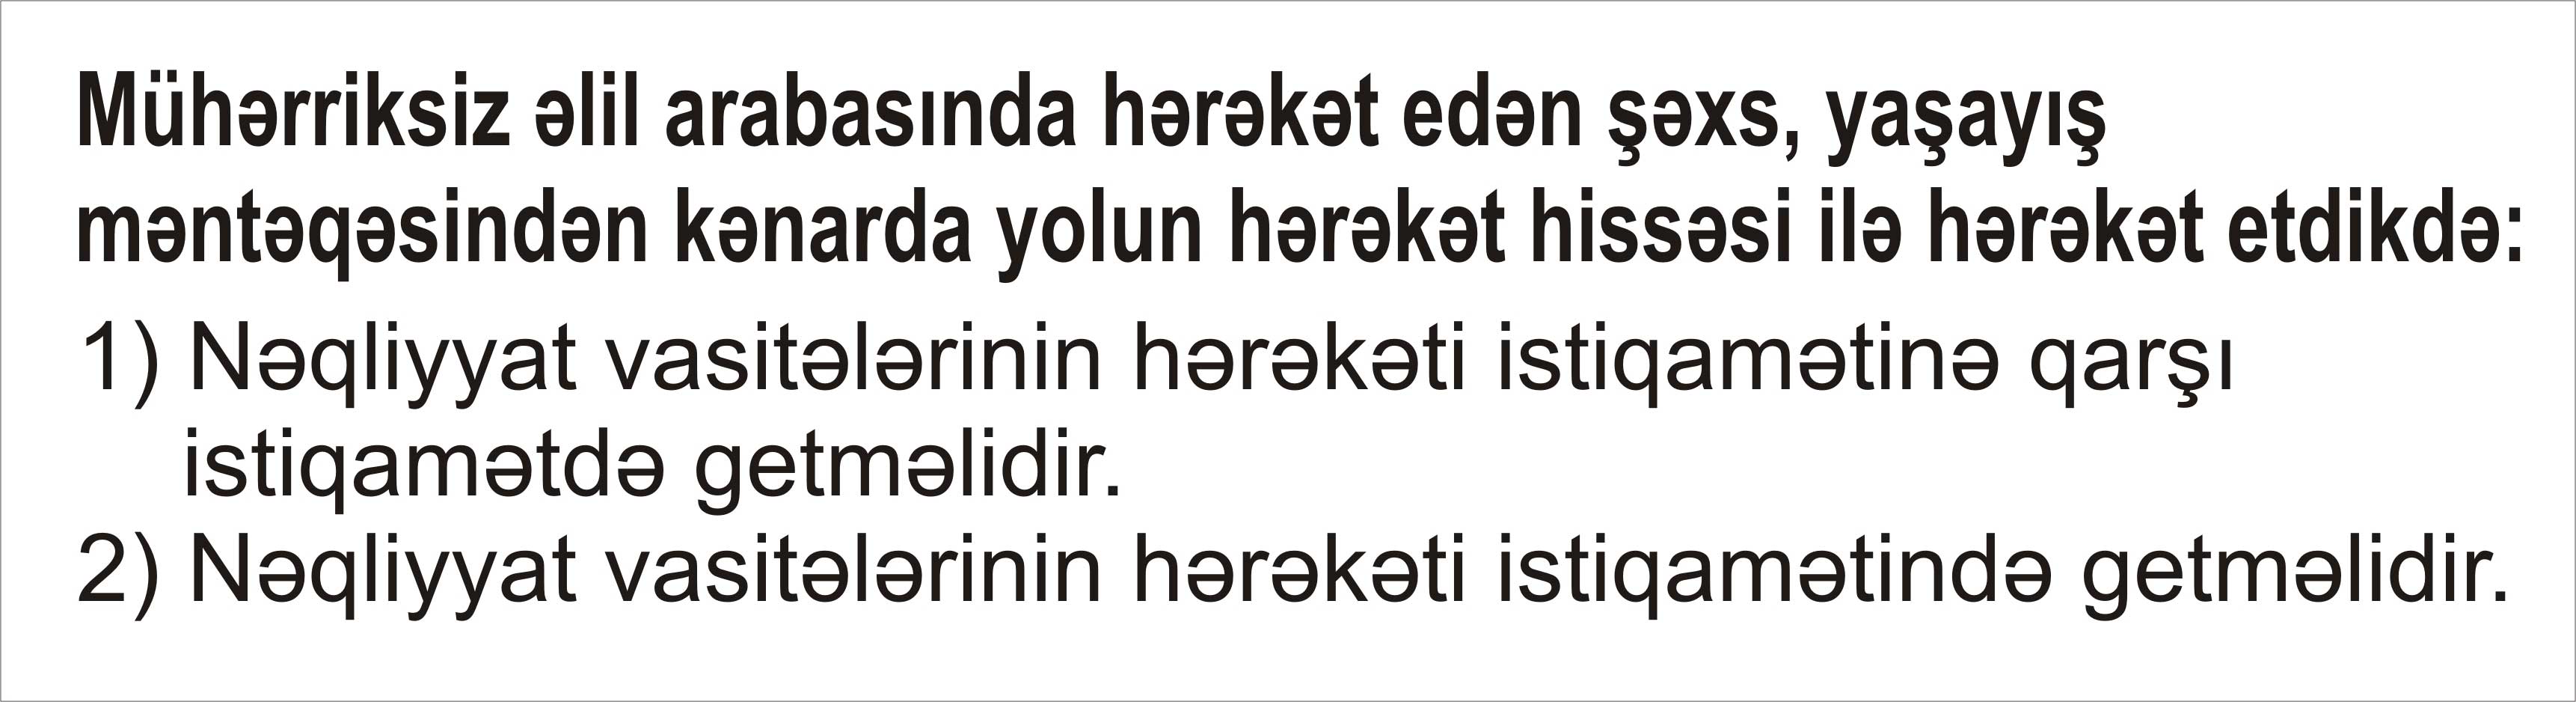 Mühərriksiz əlil arabasında hərəkət edən şəxs, yaşayış
məntəqəsindən kənarda yolun hərəkət hissəsi ilə hərəkət etdikdə:
1) Nəqliyyat vasitələrinin hərəkəti istiqamətinə qarşı
istiqamətdə getməlidir.
2) Nəqliyyat vasitələrinin hərəkəti istiqamətində getməlidir.